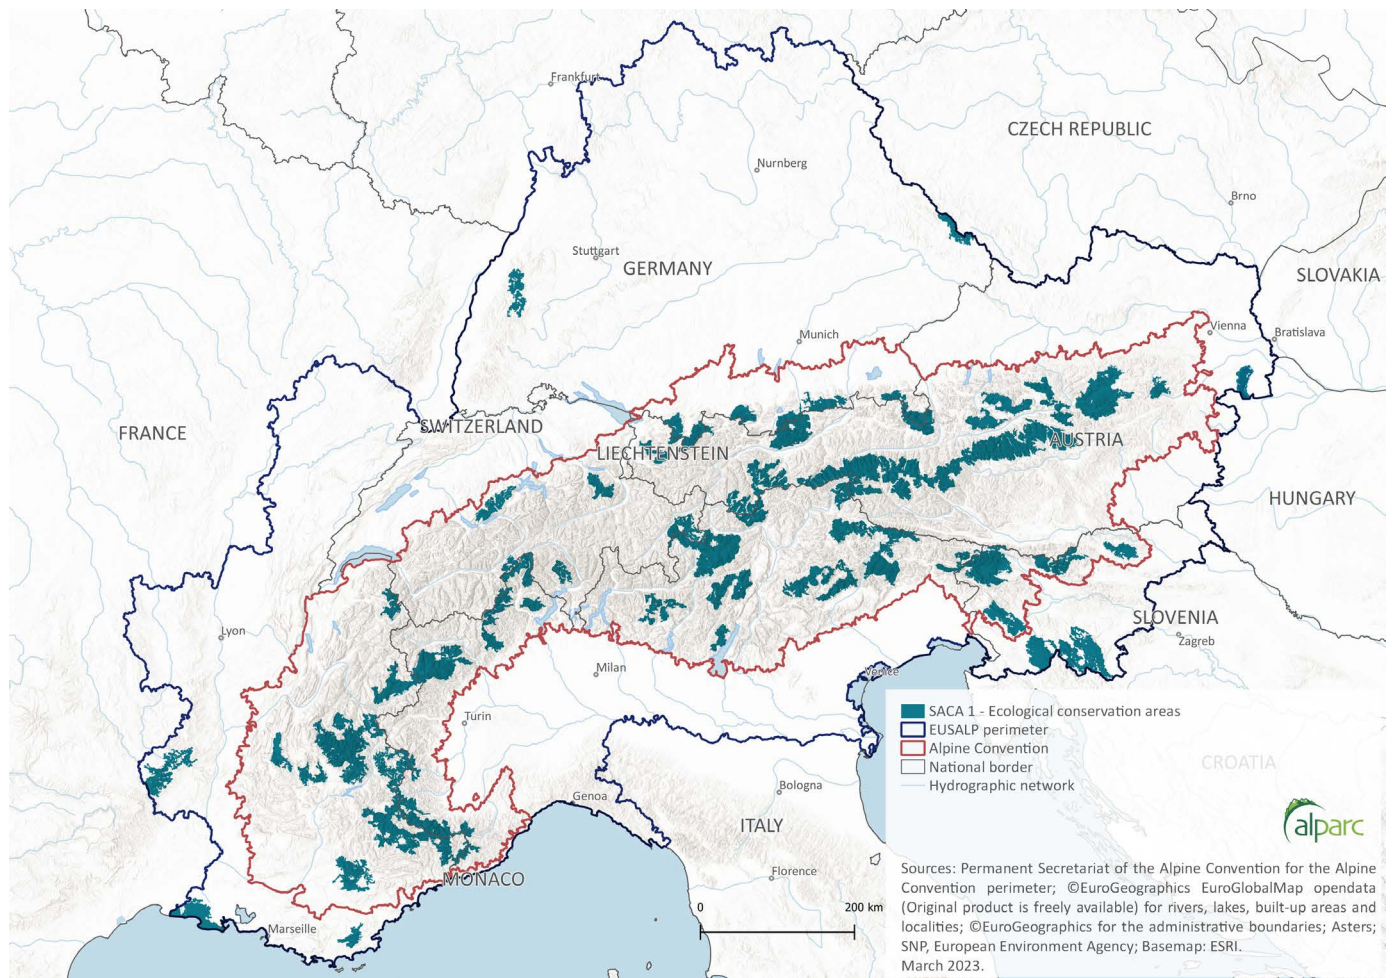 Frankfurt
CZECH REPUBLIC
Nurnberg
Brno
Stuttgart
GERMANY
SLOVAKIA
Munich
Vienna
Bratislava
FRANCE
SWITZERLAND
LIECHTENSTEIN
AUSTRIA
HUNGARY
Lyon
SLOVENIA
Zagreb
Milan
Venice
Turin
SACA 1 - Ecological conservation areas
EUSALP perimeter
Alpine Convention
National border
Hydrographic network
CROATIA
Genoa
Bologna
ITALY
alparc
Florence
MONACO
Marseille
0 200 km
Sources: Permanent Secretariat of the Alpine Convention for the Alpine
Convention perimeter; ©EuroGeographics EuroGlobalMap opendata
(Original product is freely available) for rivers, lakes, built-up areas and
localities; ©EuroGeographics for the administrative boundaries; Asters;
SNP, European Environment Agency; Basemap: ESRI.
March 2023.